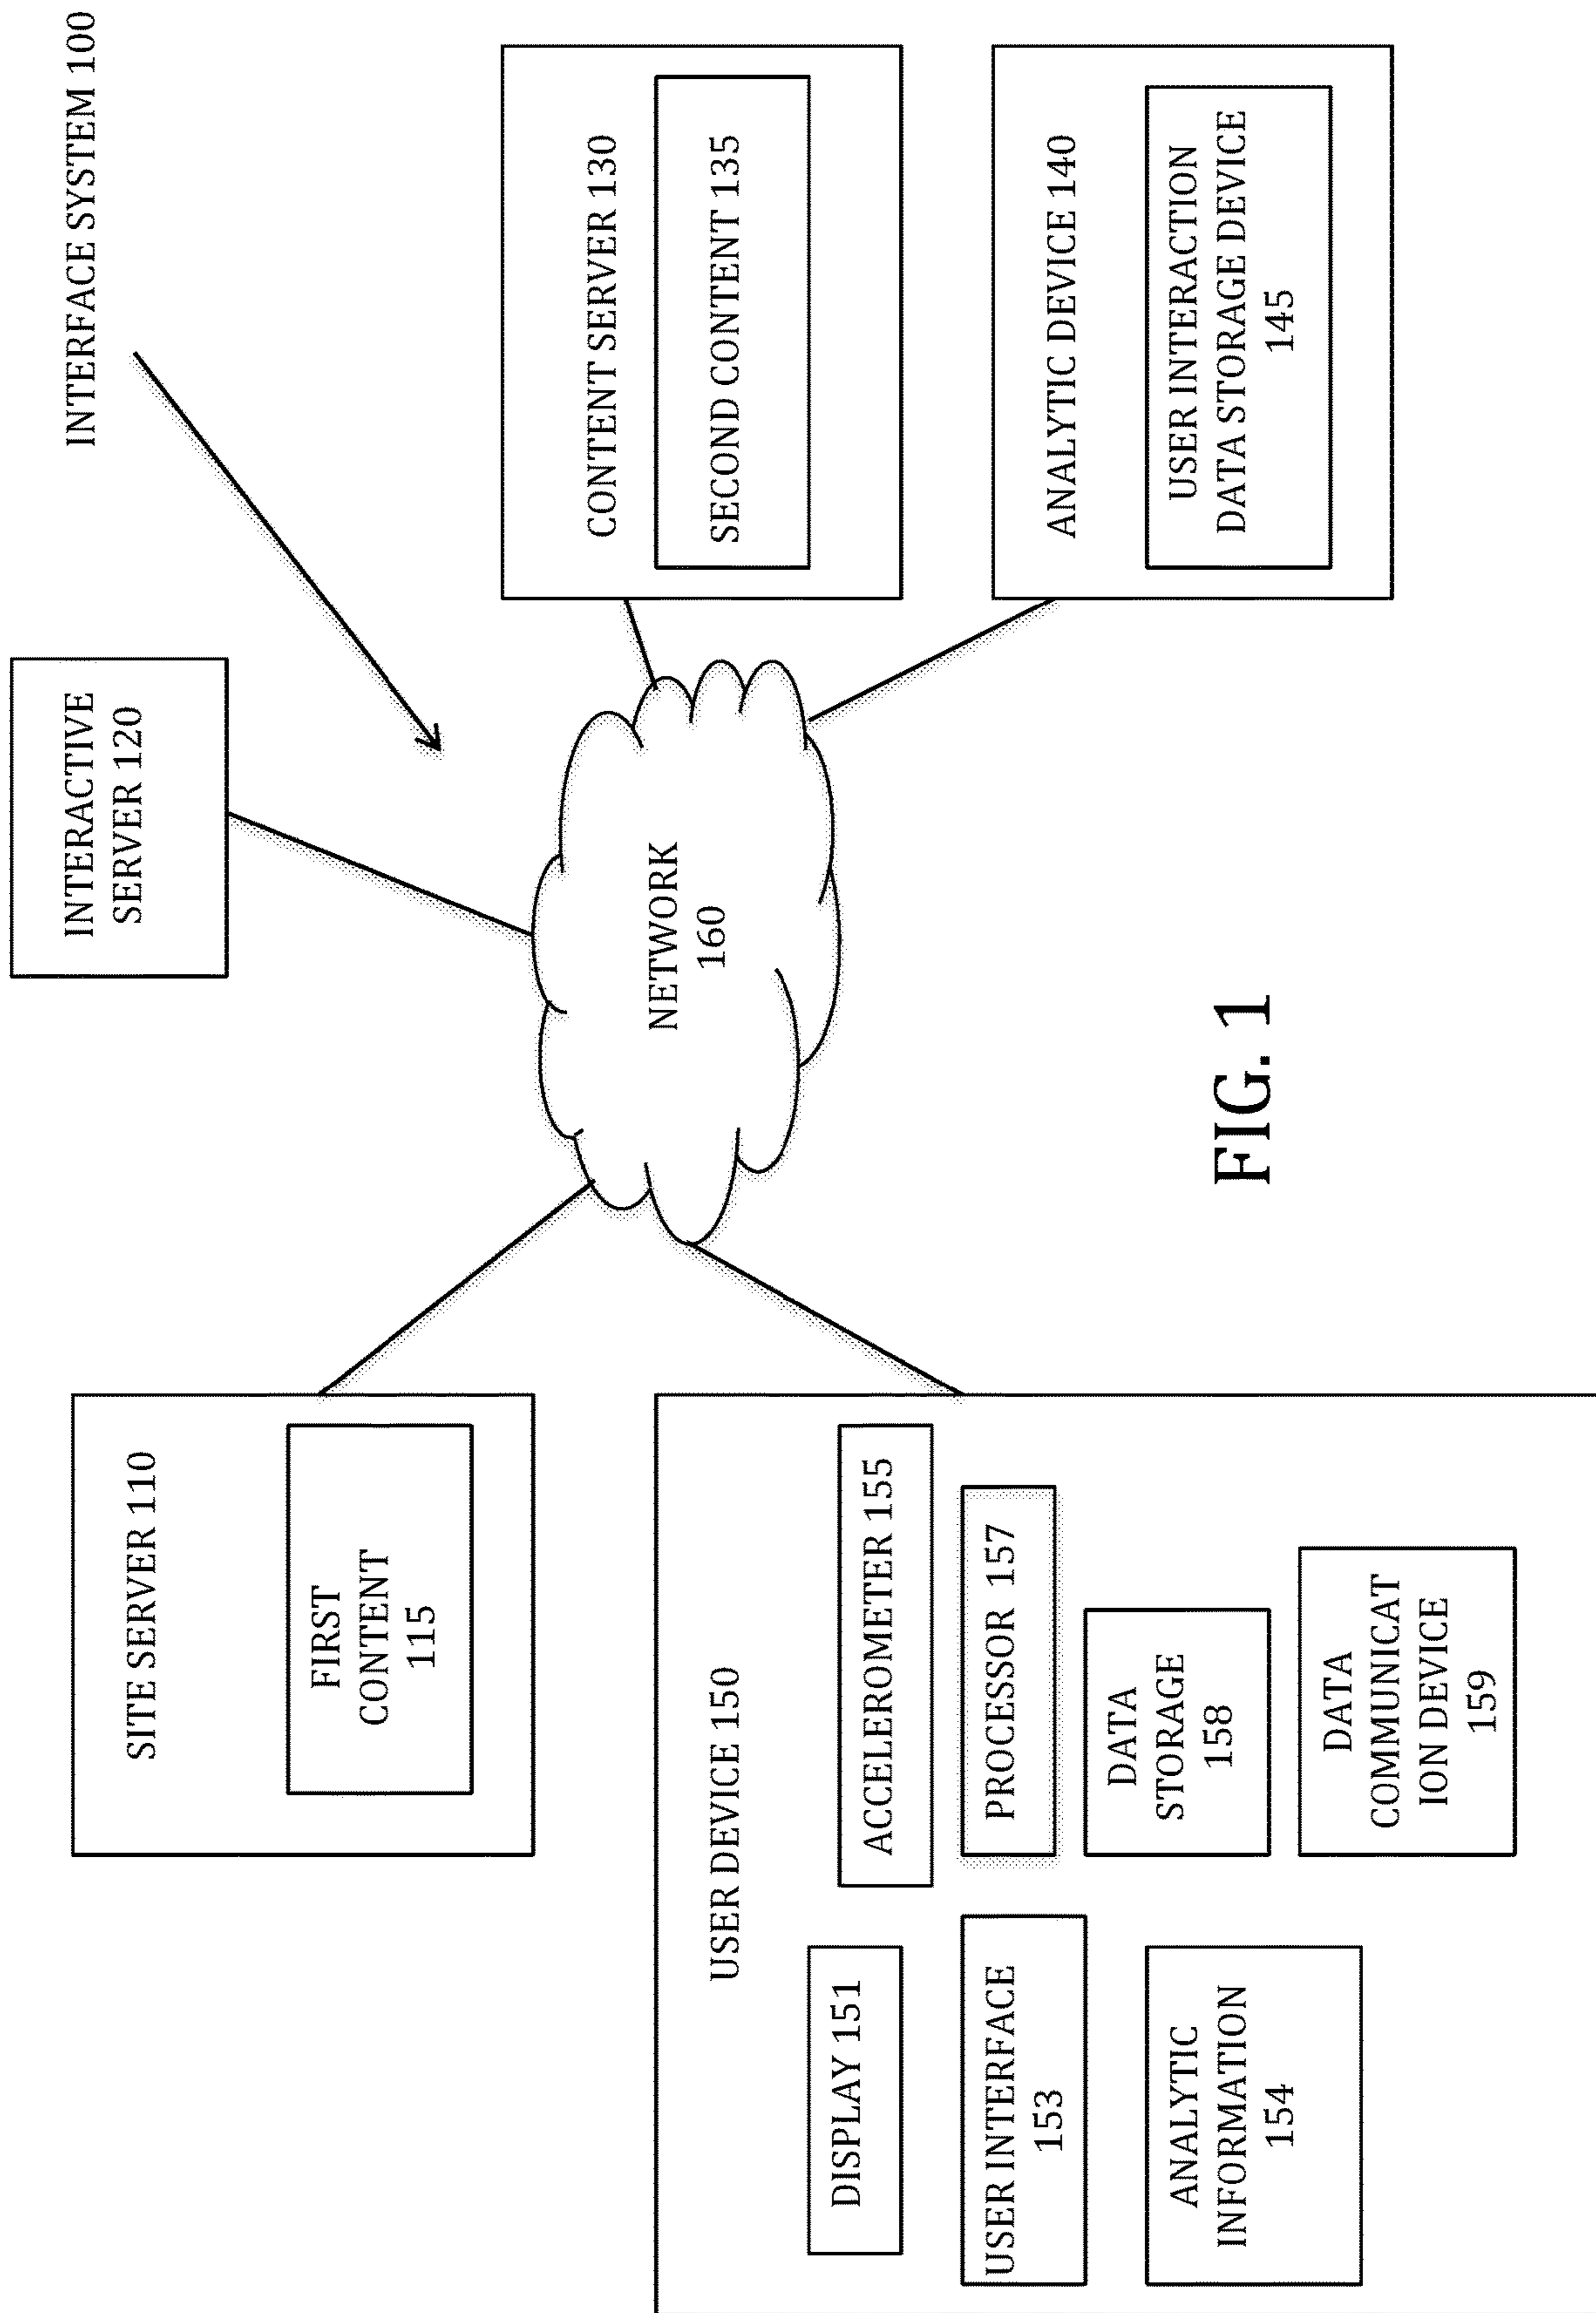 INTERFACE SYSTEM 100
INTERACTIVE
SERVER 120
SITE SERVER 110
FIRST
CONTENT
115
CONTENT SERVER 130
SECOND CONTENT 135
NETWORK
160
USER DEVICE 150
DISPLAY 151
ACCELEROMETER 155
USER INTERFACE
153
PROCESSOR 157
ANALYTIC
INFORMATION
154
DATA
STORAGE
158
DATA
COMMUNICAT
ION DEVICE
159
ANALYTIC DEVICE 140
USER INTERACTION
DATA STORAGE DEVICE
145
FIG. 1